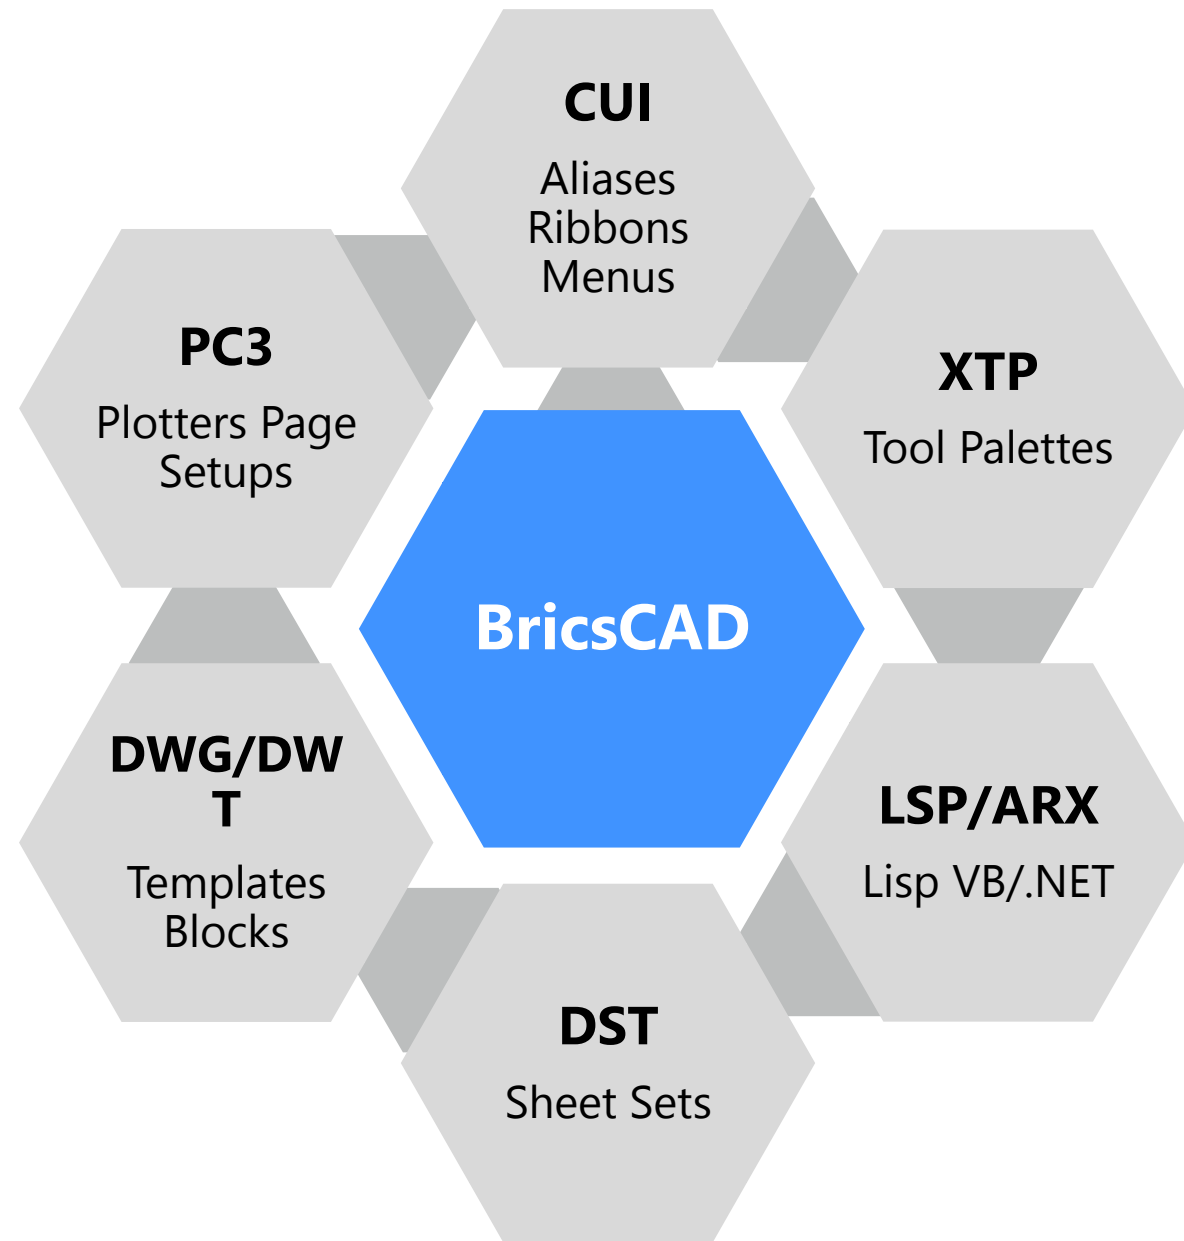 CUI
Aliases
Ribbons
Menus
PC3
Plotters Page
Setups
XTP
Tool Palettes
BricsCAD
DWG/DW
T
Templates
Blocks
LSP/ARX
Lisp VB/.NET
DST
Sheet Sets